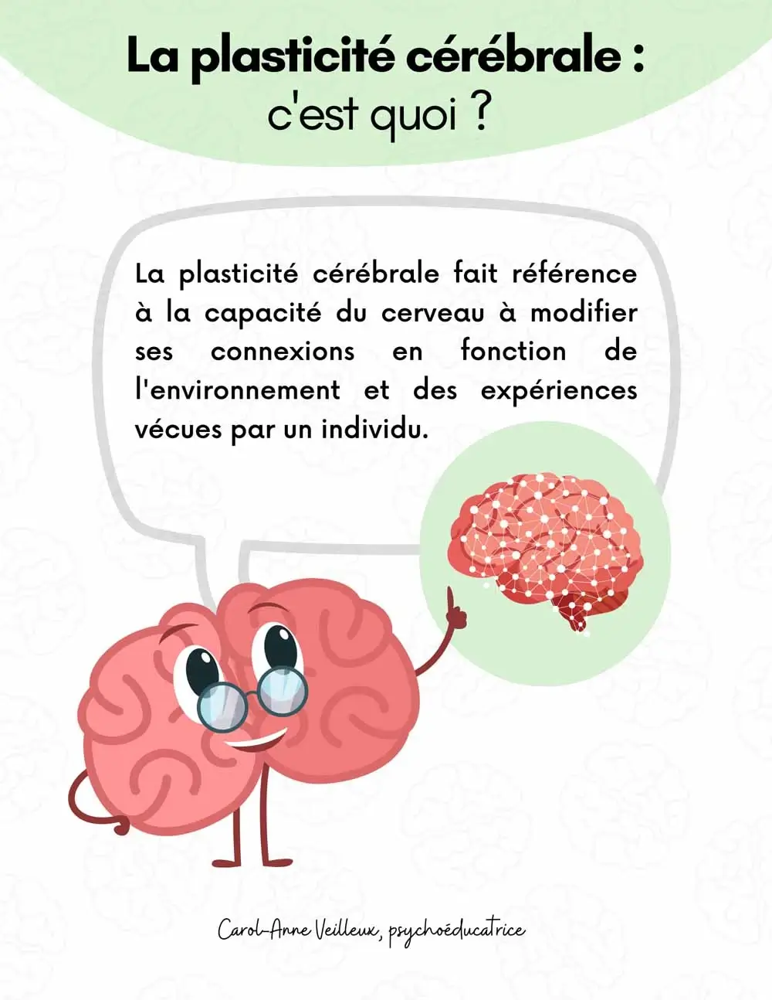 La plasticité cérébrale :
c'est quoi ?
La plasticité cérébrale fait référence
à la capacité du cerveau à modifier
ses connexions en fonction de
l'environnement et des expériences
vécues par un individu.
Carol-Anne Veilleux, psychoéducatrice